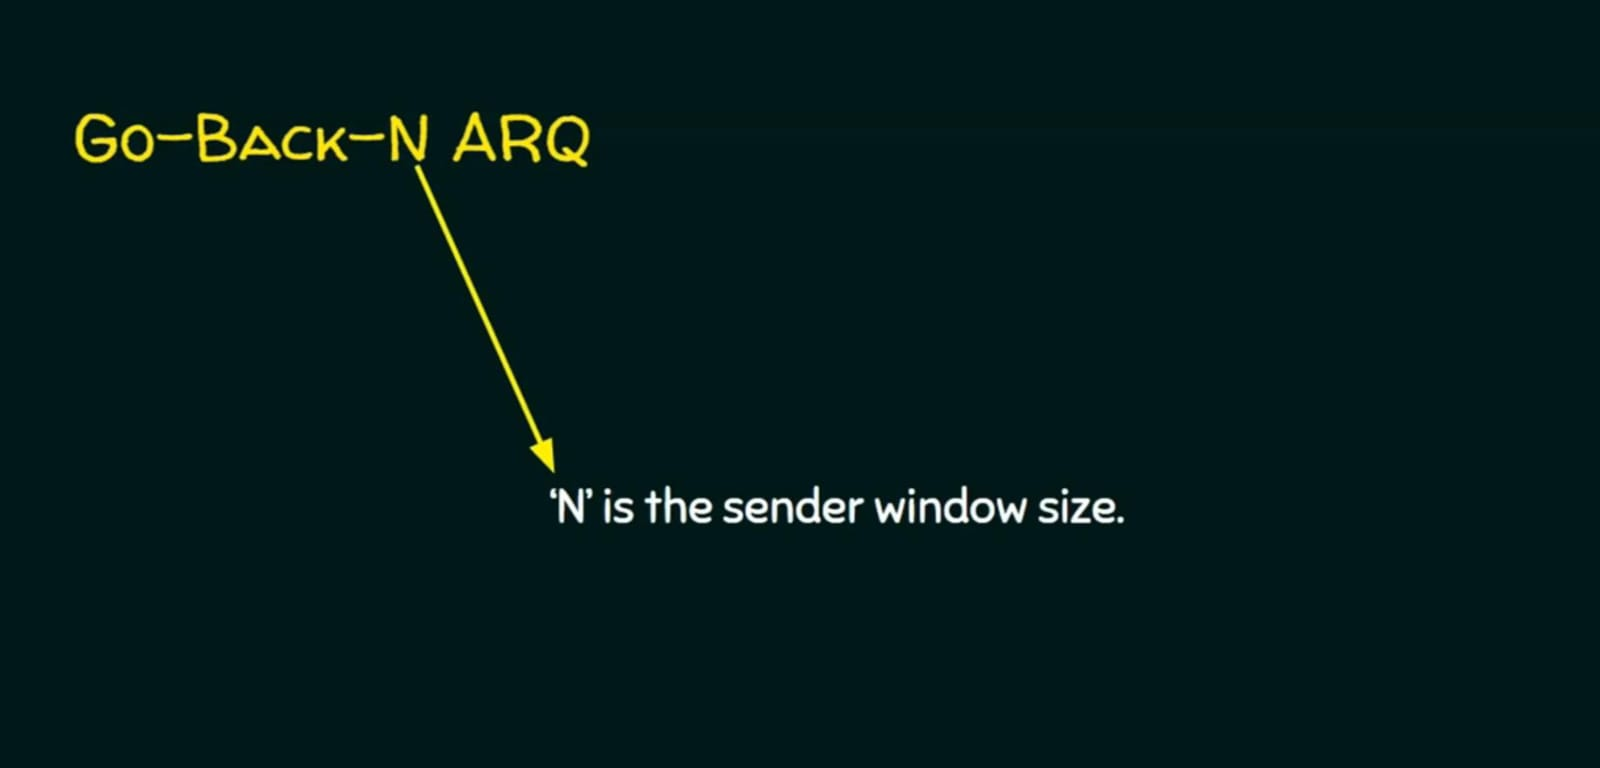 Go-Back-N ARQ
‘N’ is the sender window size.